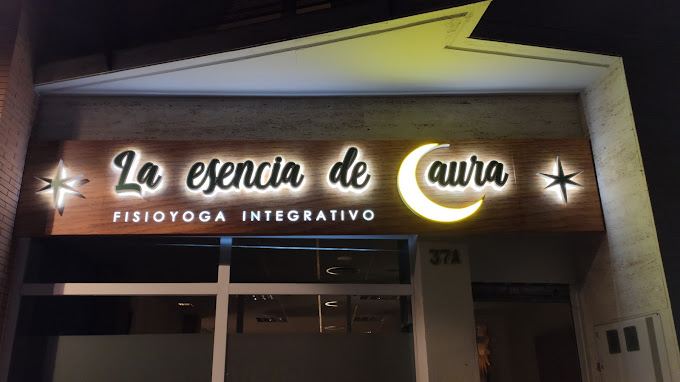 La esencia de Caura
FISIOYOGA INTEGRATIVO
37A